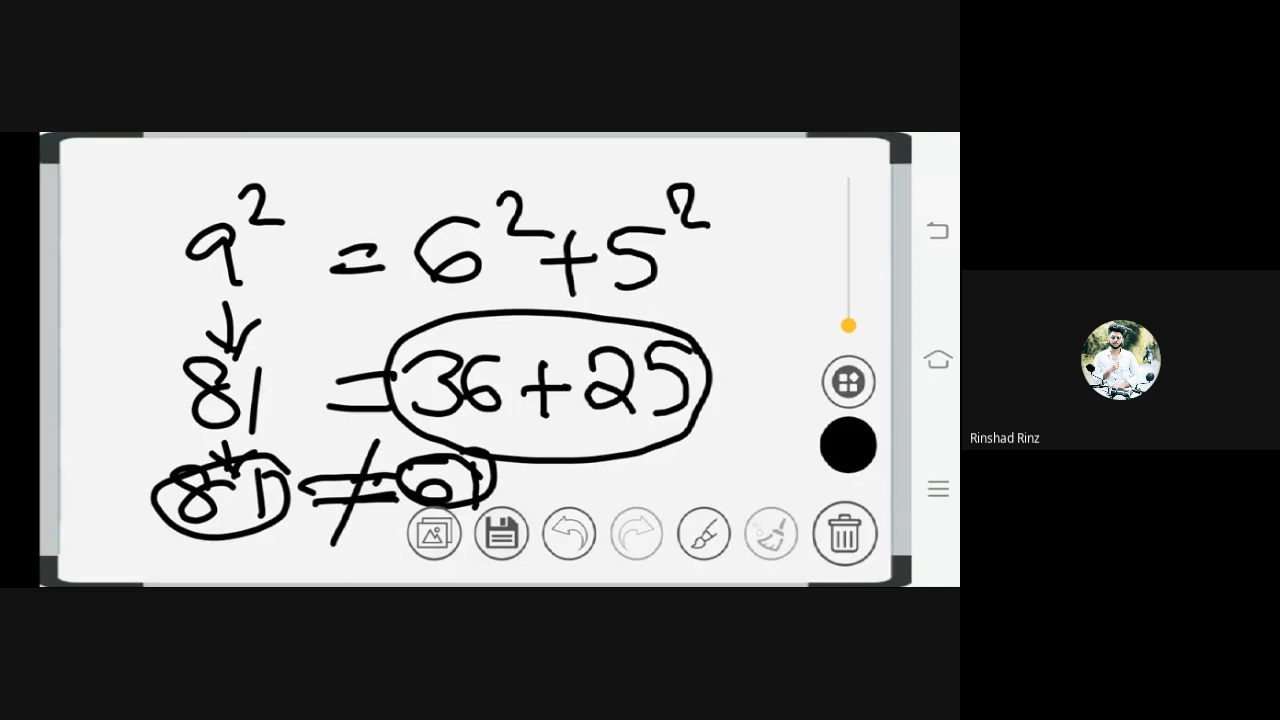 9² = 6² + 5²
81 = 36 + 25
81 ≠ 61
Rinshad Rinz